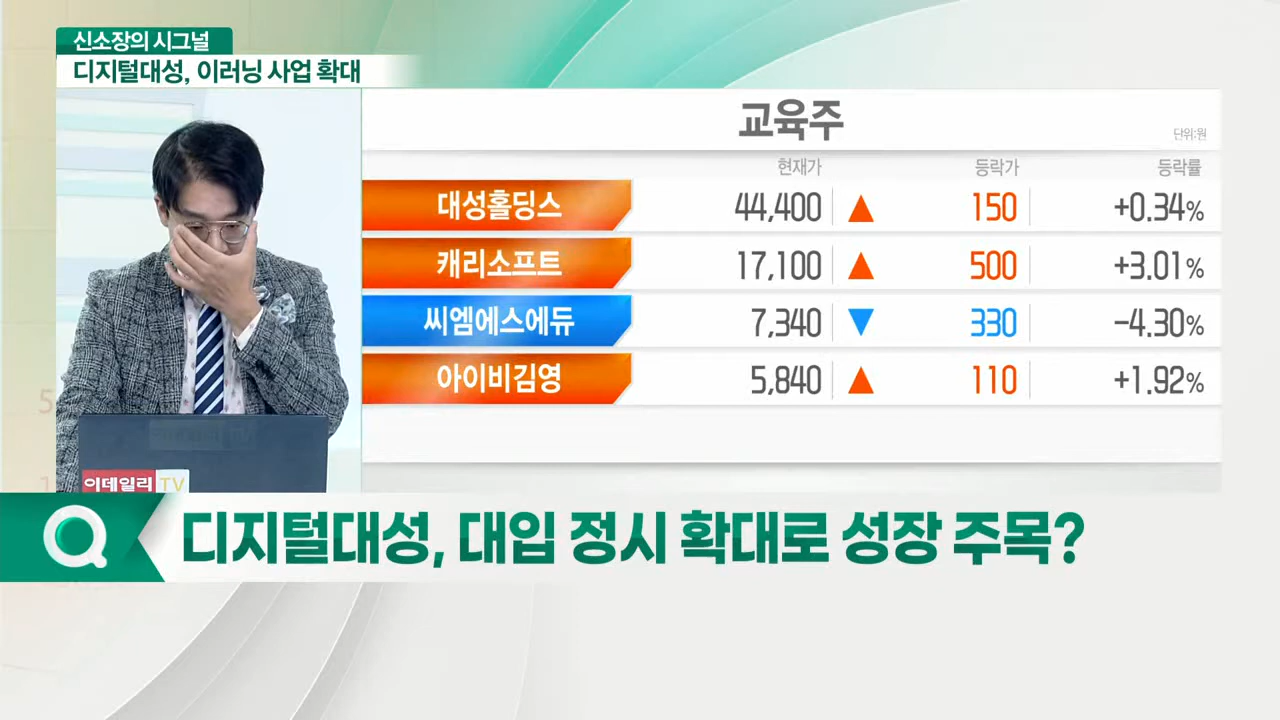 신소장의 시그널
디지털대성, 이러닝 사업 확대
교육주
단위:원
현재가 등락가 등락률
대성홀딩스 44,400 ▲ 150 +0.34%
캐리소프트 17,100 ▲ 500 +3.01%
씨엠에스에듀 7,340 ▼ 330 -4.30%
아이비김영 5,840 ▲ 110 +1.92%
이데일리 TV
디지털대성, 대입 정시 확대로 성장 주목?